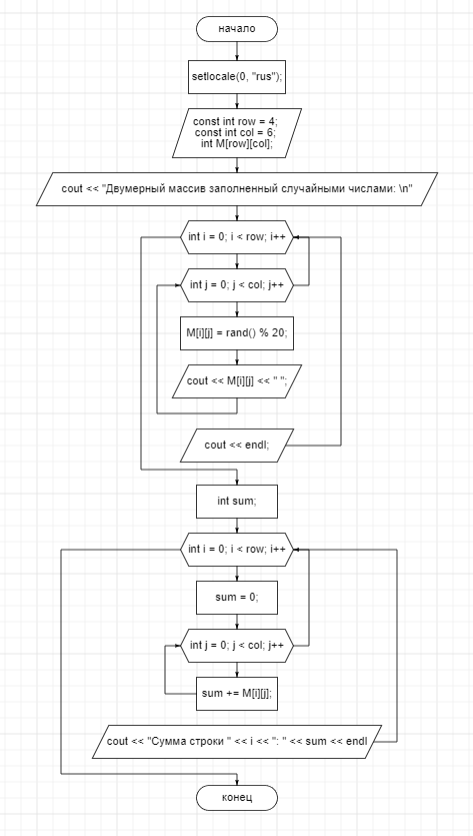 начало
setlocale(0, "rus");
const int row = 4;
const int col = 6;
int M[row][col];
cout << "Двумерный массив заполненный случайными числами: \n"
int i = 0; i < row; i++
int j = 0; j < col; j++
M[i][j] = rand() % 20;
cout << M[i][j] << " ";
cout << endl;
int sum;
int i = 0; i < row; i++
sum = 0;
int j = 0; j < col; j++
sum += M[i][j];
cout << "Сумма строки " << i << ": " << sum << endl
конец